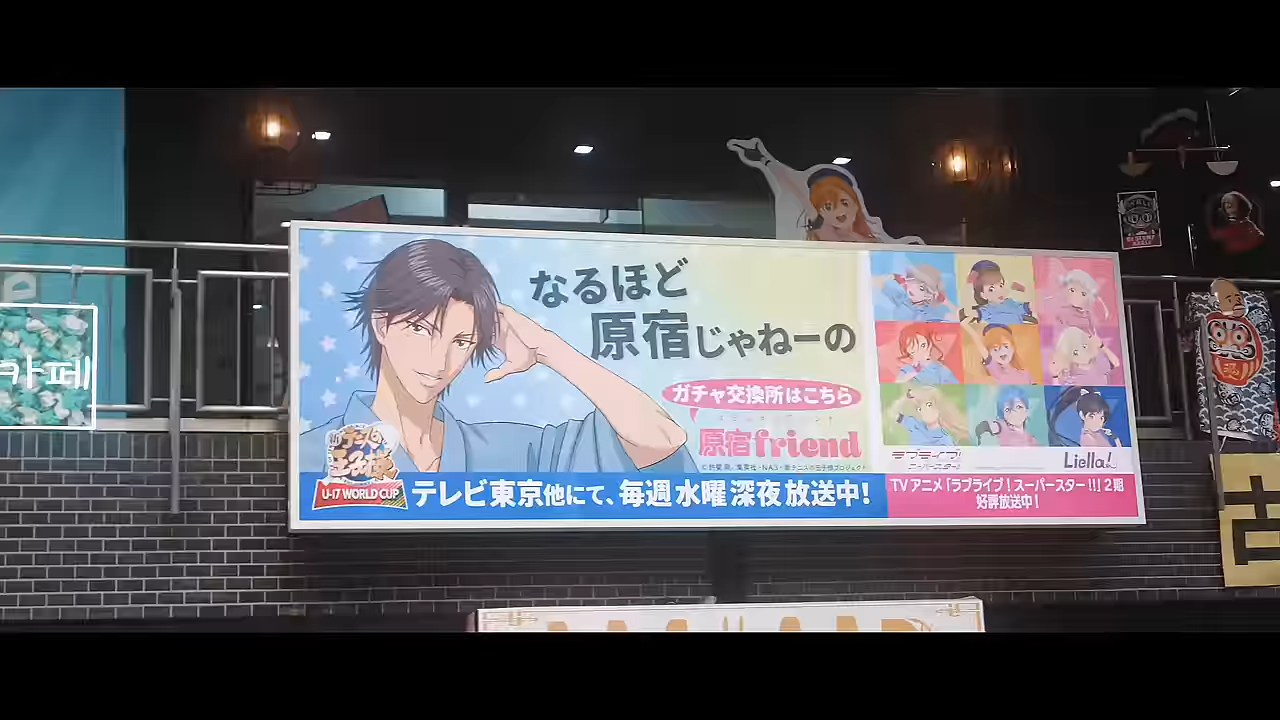 카페
なるほど
原宿じゃねーの
ガチャ交換所はこちら
原宿friend
新テニスの
王子様
U-17 WORLD CUP
テレビ東京他にて、毎週水曜深夜放送中!
ラブライブ!
スーパースター!!
Liella!
TVアニメ「ラブライブ!スーパースター!!」2期
好評放送中!
古